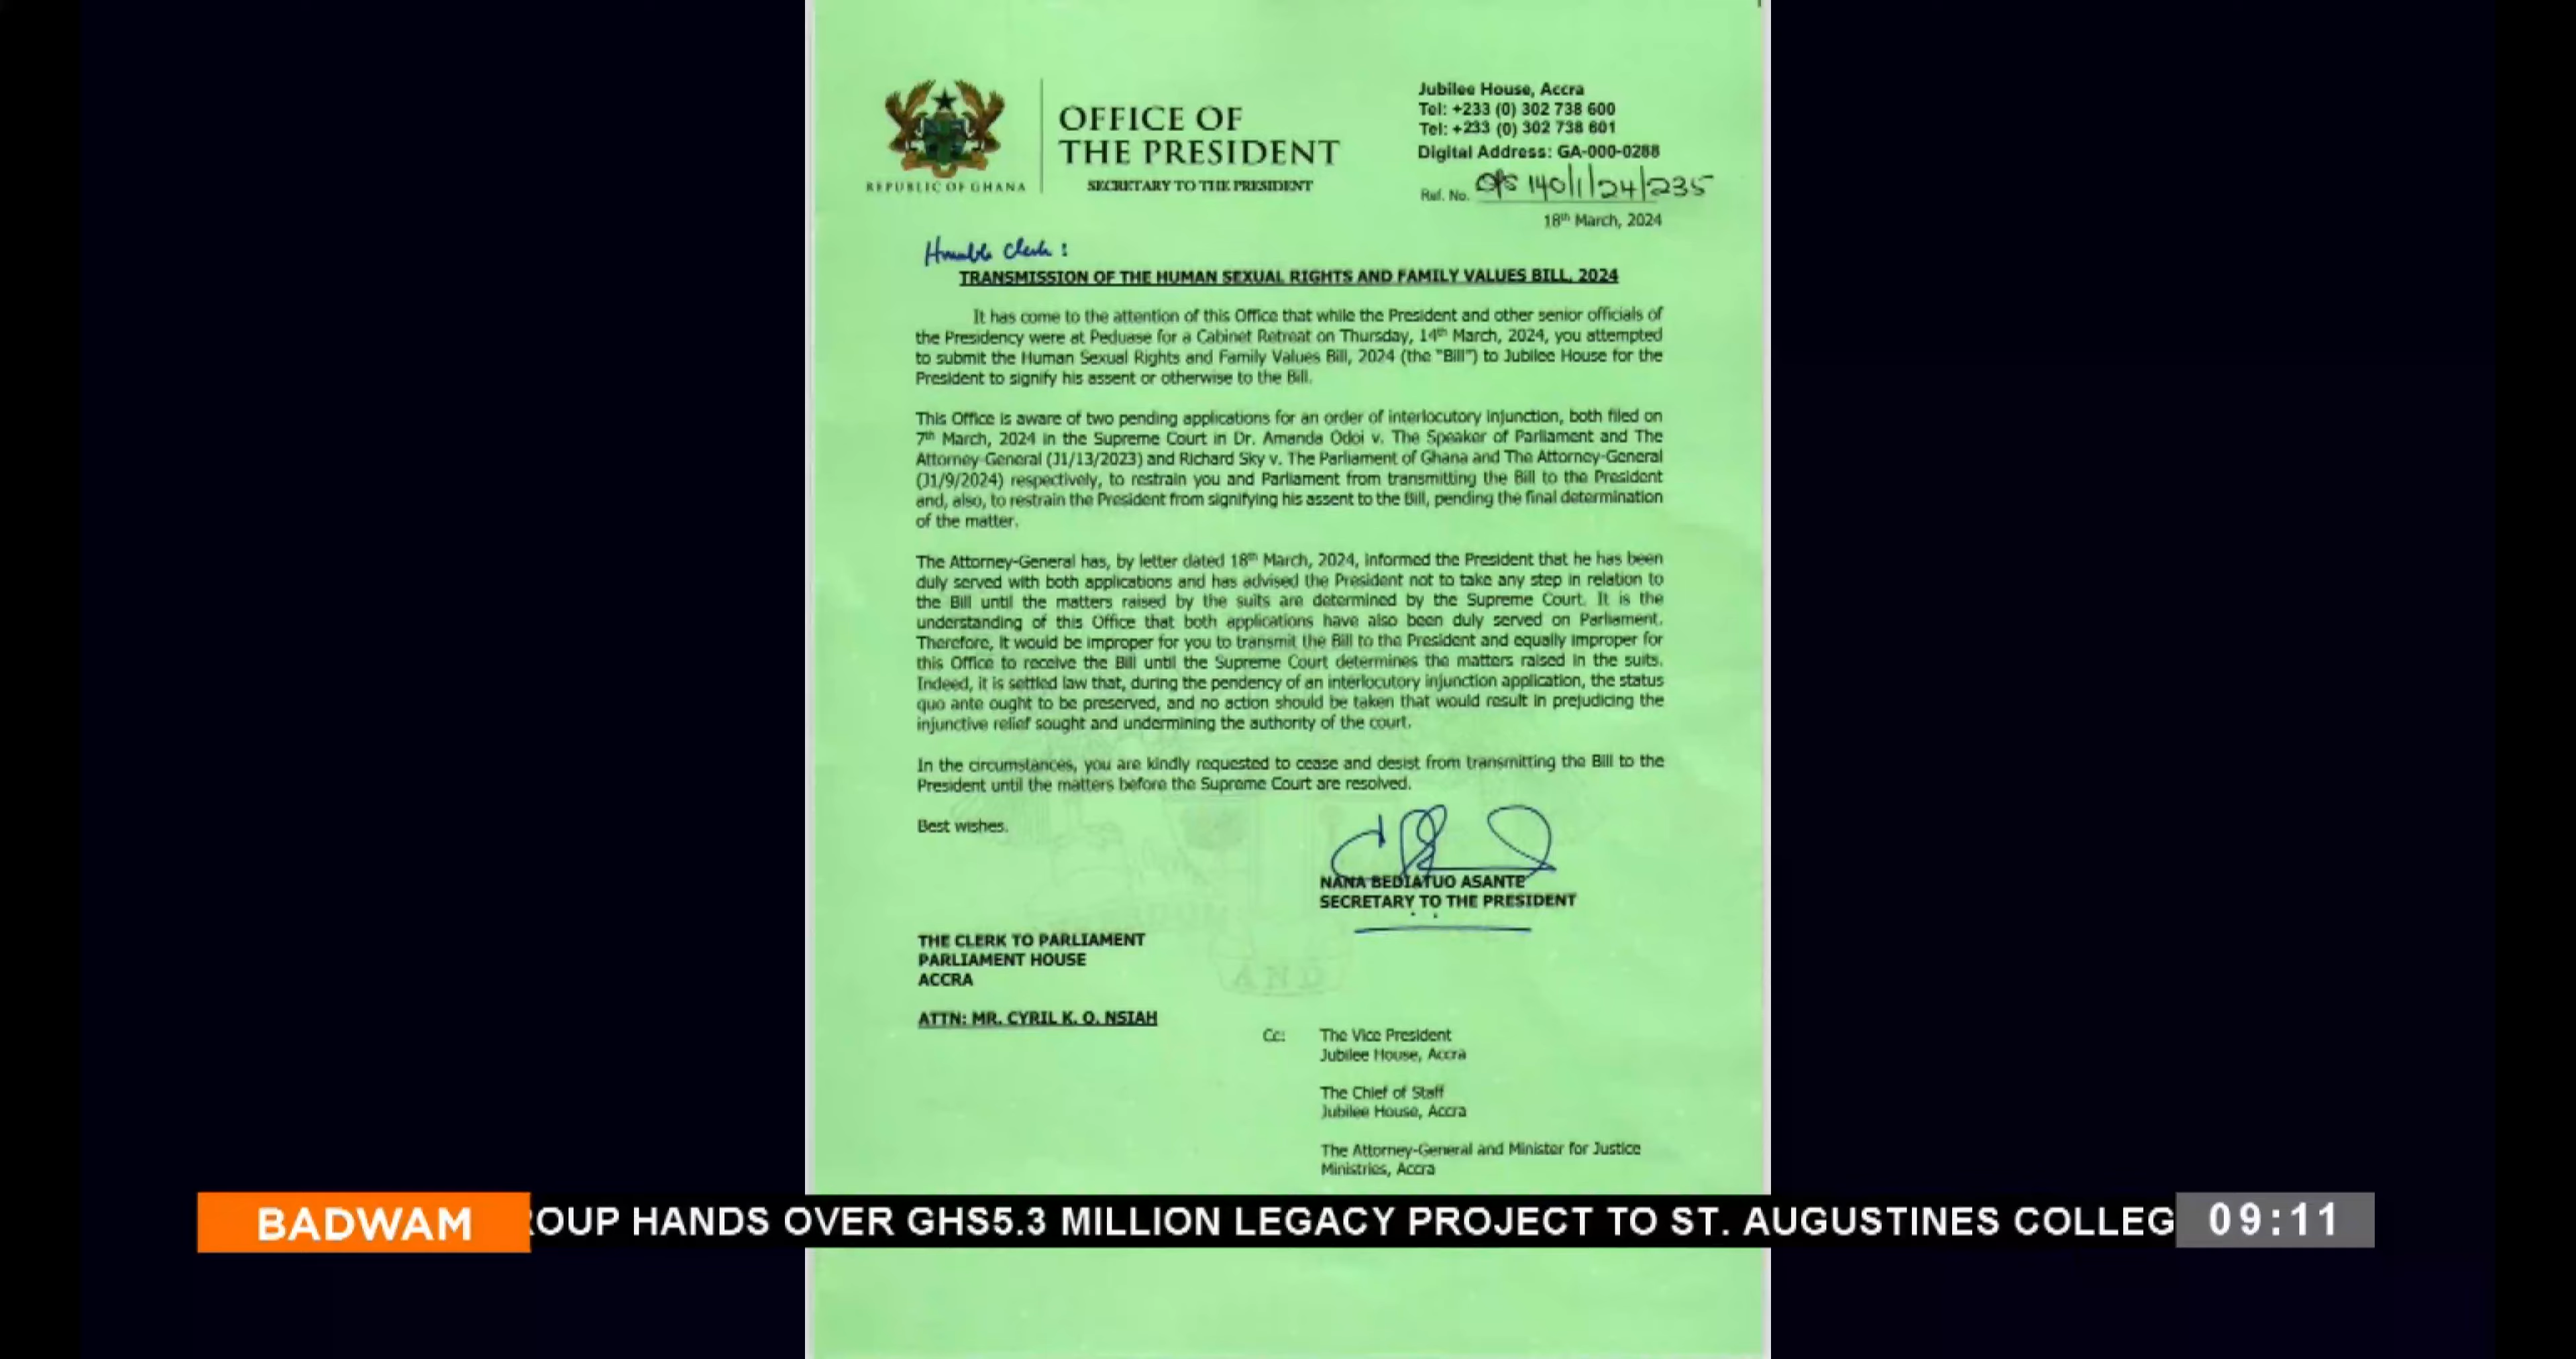 REPUBLIC OF GHANA
OFFICE OF
THE PRESIDENT
SECRETARY TO THE PRESIDENT
Jubilee House, Accra
Tel: +233 (0) 302 738 600
Tel: +233 (0) 302 738 601
Digital Address: GA-000-0288
Ref. No. OPS 140/1/24/235
18th March, 2024
Humble Clerk :
TRANSMISSION OF THE HUMAN SEXUAL RIGHTS AND FAMILY VALUES BILL, 2024
It has come to the attention of this Office that while the President and other senior officials of
the Presidency were at Peduase for a Cabinet Retreat on Thursday, 14th March, 2024, you attempted
to submit the Human Sexual Rights and Family Values Bill, 2024 (the "Bill") to Jubilee House for the
President to signify his assent or otherwise to the Bill.
This Office is aware of two pending applications for an order of interlocutory injunction, both filed on
7th March, 2024 in the Supreme Court in Dr. Amanda Odoi v. The Speaker of Parliament and The
Attorney-General (J1/13/2023) and Richard Sky v. The Parliament of Ghana and The Attorney-General
(J1/9/2024) respectively, to restrain you and Parliament from transmitting the Bill to the President
and, also, to restrain the President from signifying his assent to the Bill, pending the final determination
of the matter.
The Attorney-General has, by letter dated 18th March, 2024, informed the President that he has been
duly served with both applications and has advised the President not to take any step in relation to
the Bill until the matters raised by the suits are determined by the Supreme Court. It is the
understanding of this Office that both applications have also been duly served on Parliament.
Therefore, it would be improper for you to transmit the Bill to the President and equally improper for
this Office to receive the Bill until the Supreme Court determines the matters raised in the suits.
Indeed, it is settled law that, during the pendency of an interlocutory injunction application, the status
quo ante ought to be preserved, and no action should be taken that would result in prejudicing the
injunctive relief sought and undermining the authority of the court.
In the circumstances, you are kindly requested to cease and desist from transmitting the Bill to the
President until the matters before the Supreme Court are resolved.
Best wishes.
NANA BEDIATUO ASANTE
SECRETARY TO THE PRESIDENT
THE CLERK TO PARLIAMENT
PARLIAMENT HOUSE
ACCRA
ATTN: MR. CYRIL K. O. NSIAH
Cc: The Vice President
Jubilee House, Accra
The Chief of Staff
Jubilee House, Accra
The Attorney-General and Minister for Justice
Ministries, Accra
BADWAM ROUP HANDS OVER GHS5.3 MILLION LEGACY PROJECT TO ST. AUGUSTINES COLLEG 09:11